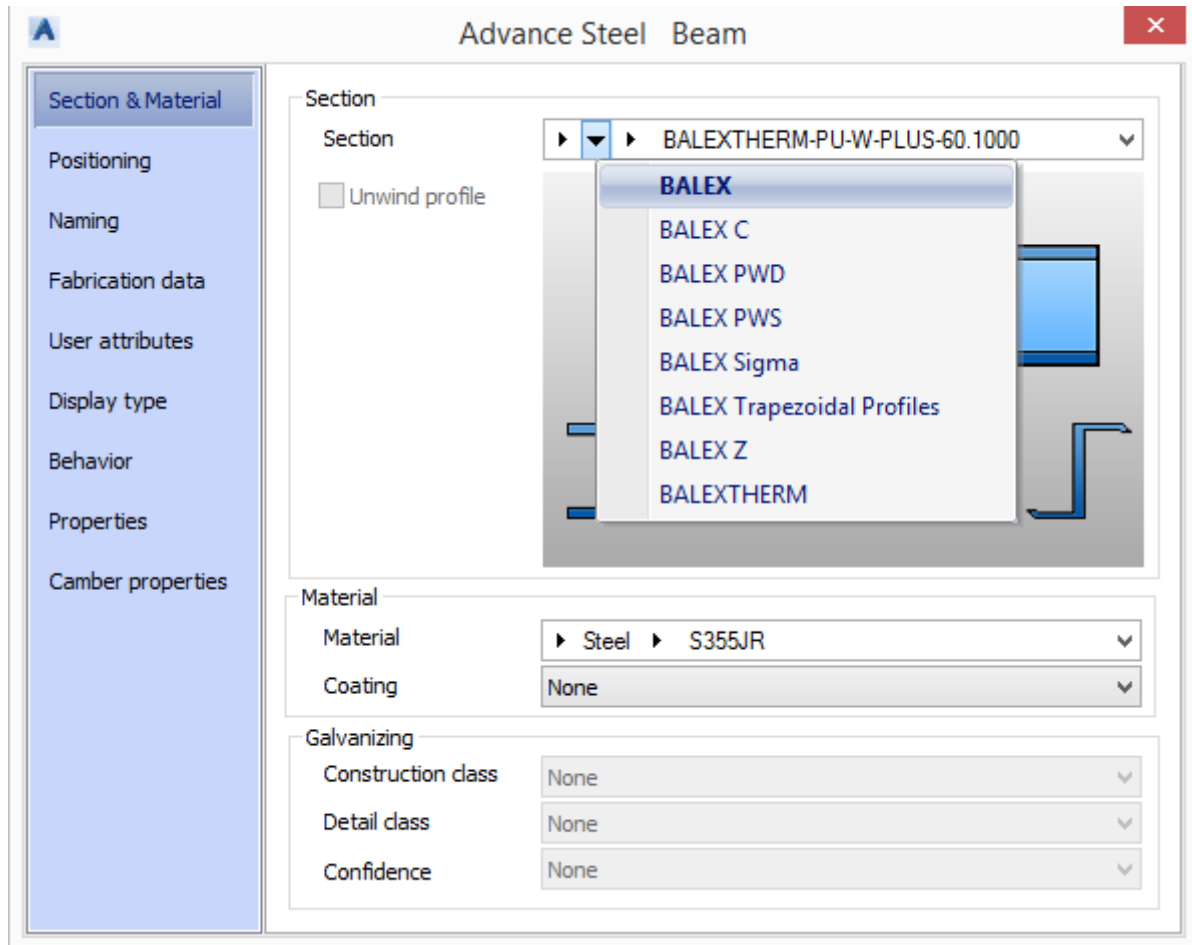 Advance Steel Beam
Section & Material
Positioning
Naming
Fabrication data
User attributes
Display type
Behavior
Properties
Camber properties
Section
Section
BALEXTHERM-PU-W-PLUS-60.1000
Unwind profile
BALEX
BALEX C
BALEX PWD
BALEX PWS
BALEX Sigma
BALEX Trapezoidal Profiles
BALEX Z
BALEXTHERM
Material
Material Steel S355JR
Coating None
Galvanizing
Construction class None
Detail class None
Confidence None